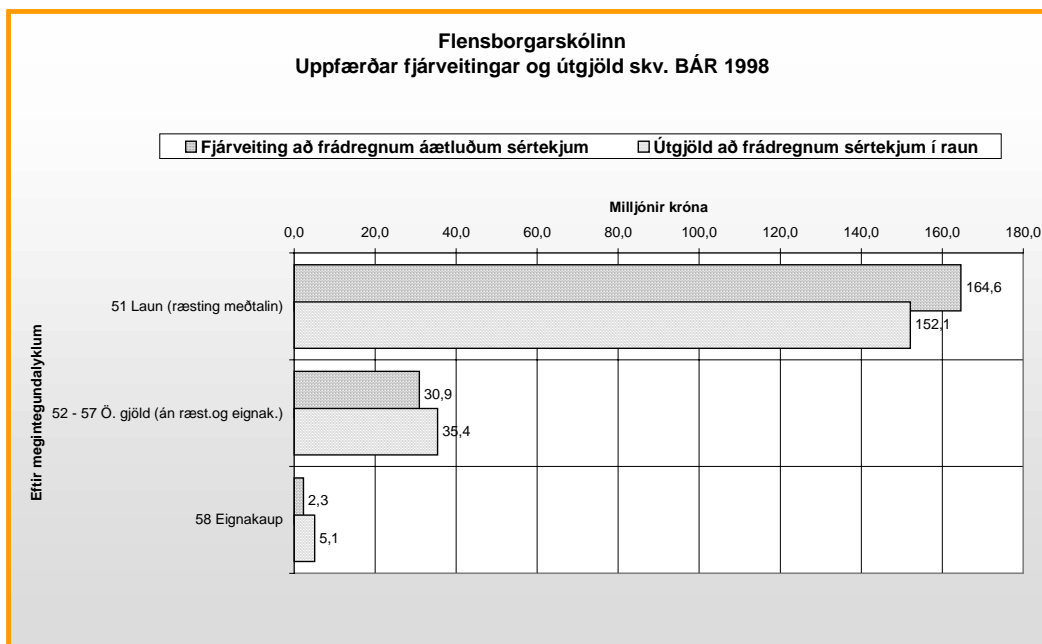 Flensborgarskólinn
Uppfærðar fjárveitingar og útgjöld skv. BÁR 1998
Fjárveiting að frádregnum áætluðum sértekjum
Útgjöld að frádregnum sértekjum í raun
Milljónir króna
0,0 20,0 40,0 60,0 80,0 100,0 120,0 140,0 160,0 180,0
Eftir megintegundalyklum
51 Laun (ræsting meðtalin)
164,6
152,1
52 - 57 Ö. gjöld (án ræst.og eignak.)
30,9
35,4
58 Eignakaup
2,3
5,1